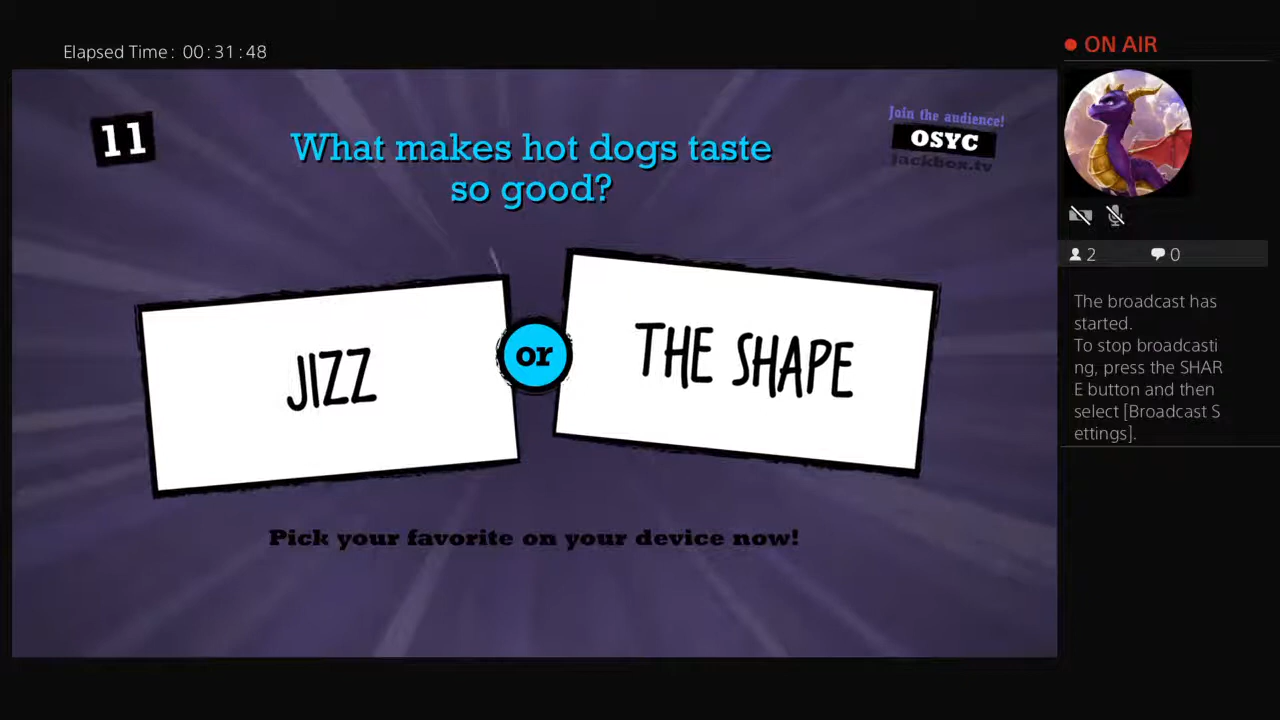 Elapsed Time: 00:31:48
ON AIR
11
What makes hot dogs taste
so good?
Join the audience!
OSYC
jackbox.tv
JIZZ
or
THE SHAPE
Pick your favorite on your device now!
2
0
The broadcast has
started.
To stop broadcasti
ng, press the SHAR
E button and then
select [Broadcast S
ettings].